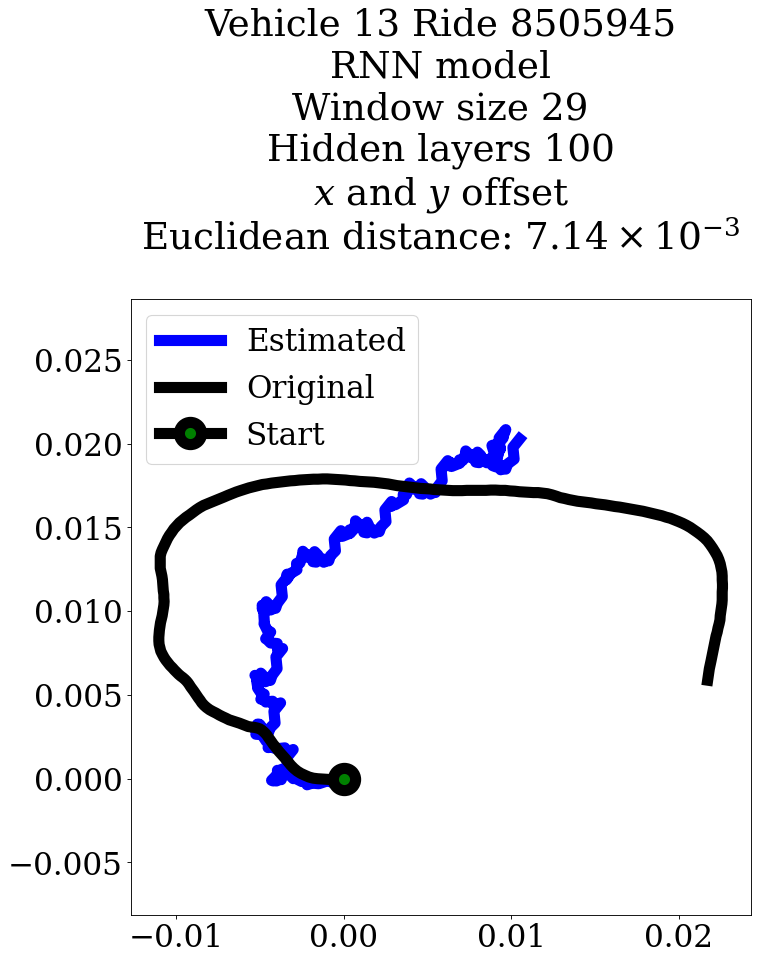 Vehicle 13 Ride 8505945
RNN model
Window size 29
Hidden layers 100
x and y offset
Euclidean distance: 7.14 × 10⁻³
Estimated
Original
Start
0.025
0.020
0.015
0.010
0.005
0.000
−0.005
−0.01 0.00 0.01 0.02